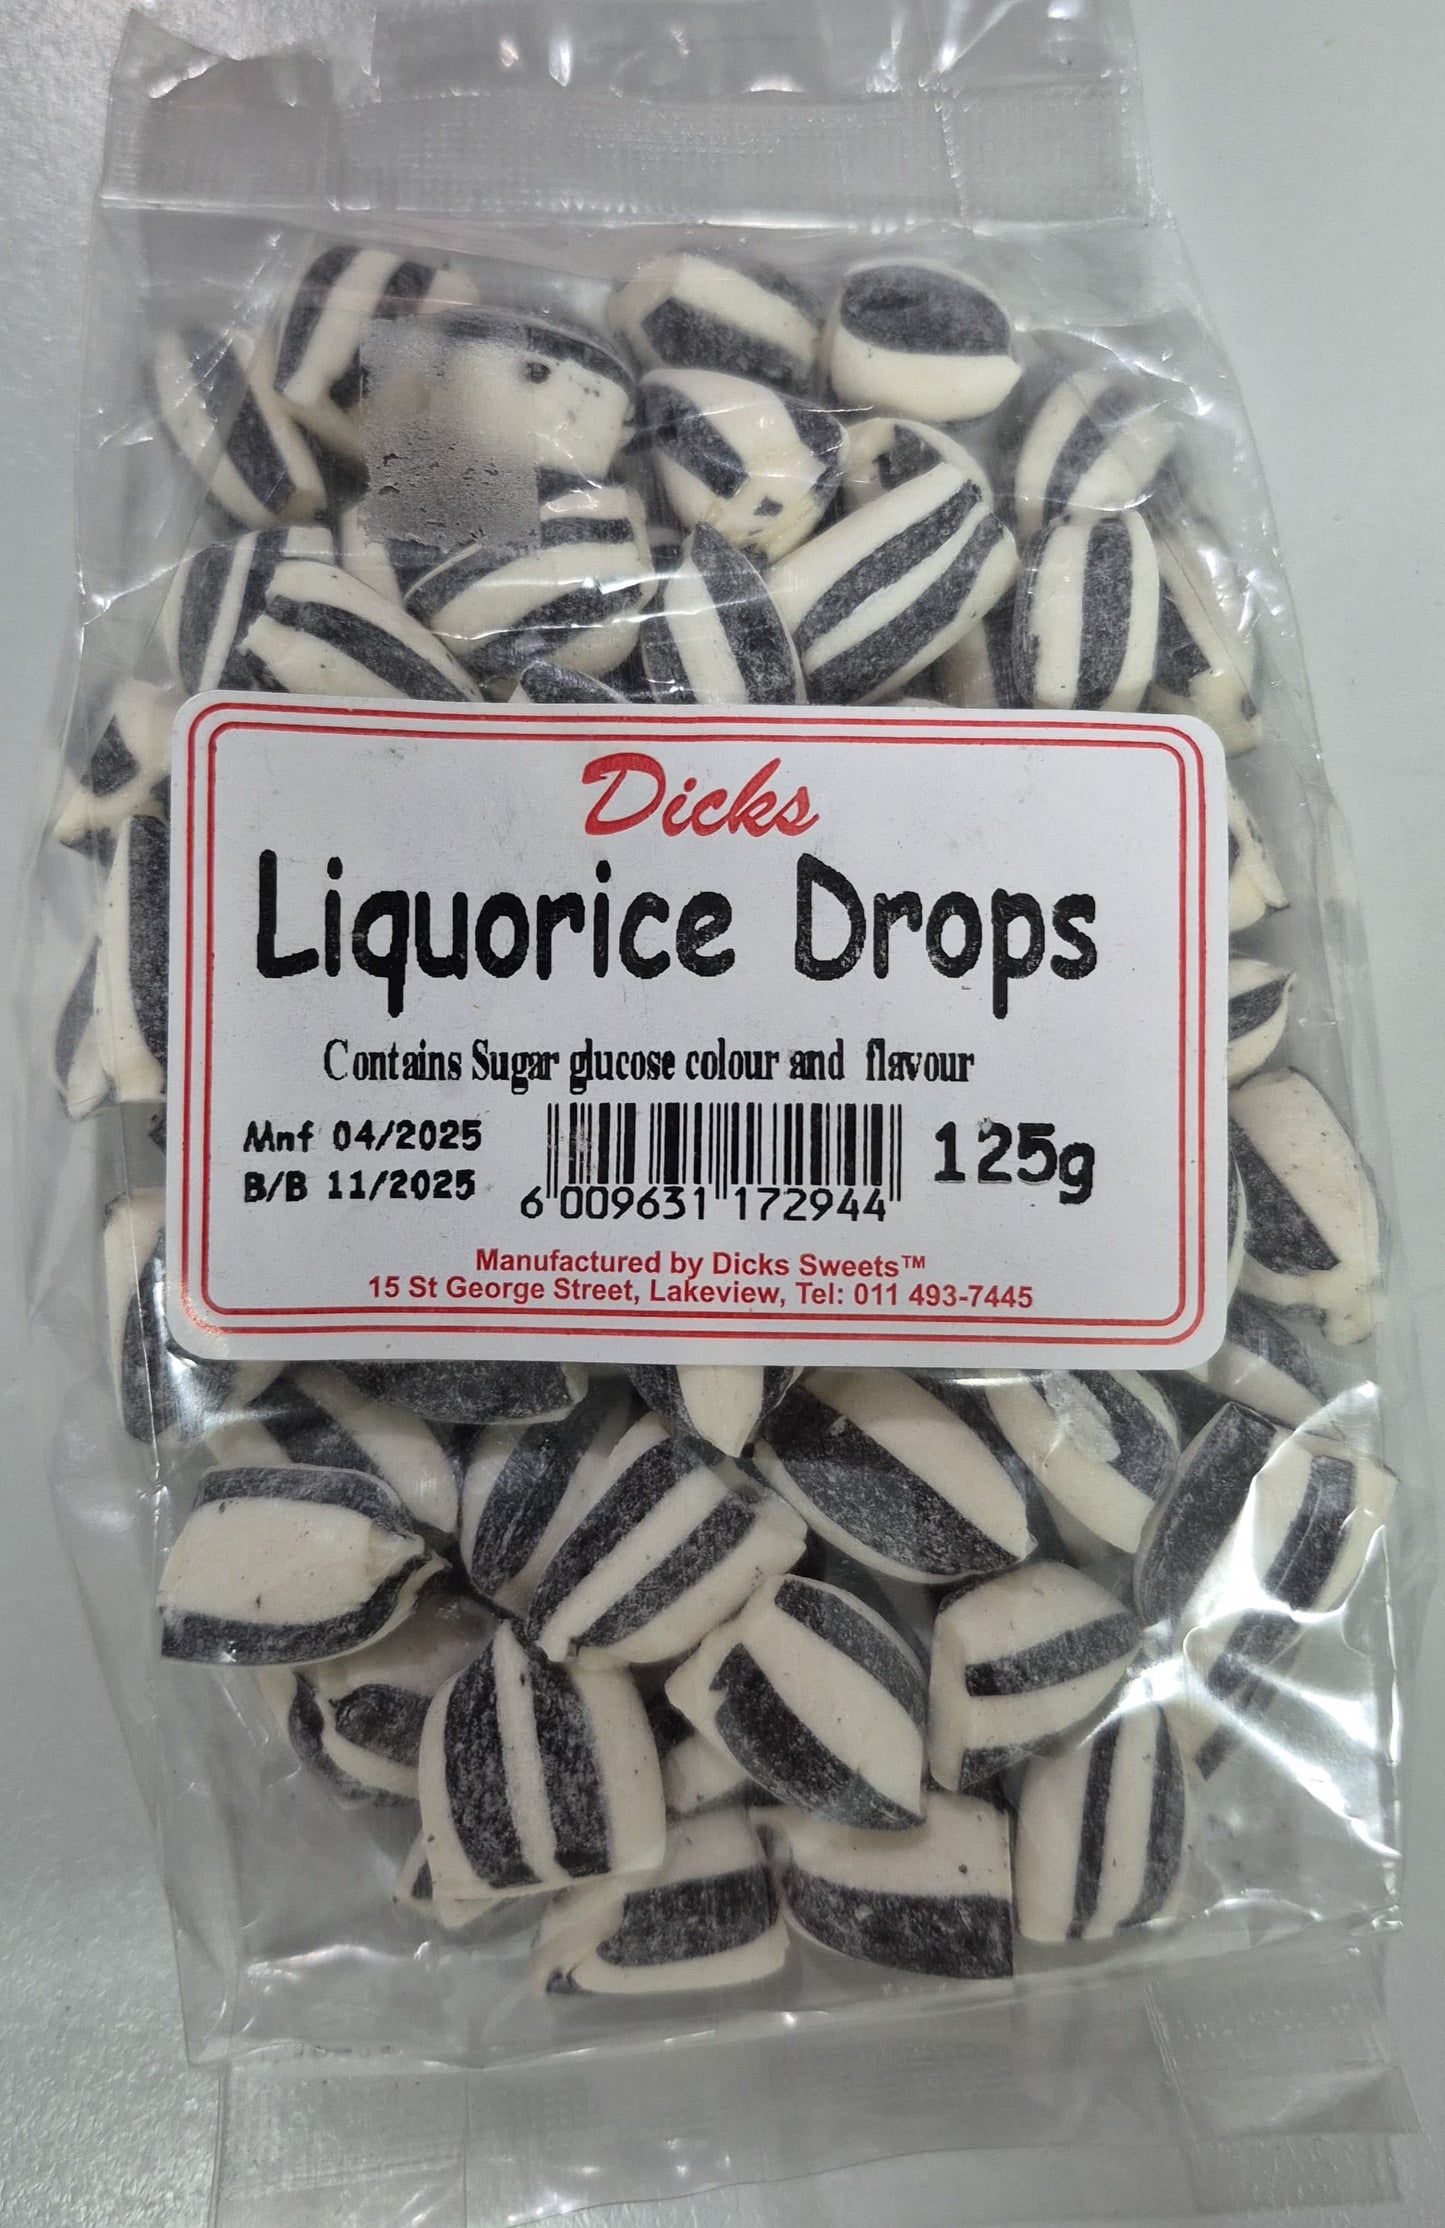 Dicks
Liquorice Drops
Contains Sugar glucose colour and flavour
Mnf 04/2025
B/B 11/2025
6 009631 172944
125g
Manufactured by Dicks Sweets™
15 St George Street, Lakeview, Tel: 011 493-7445